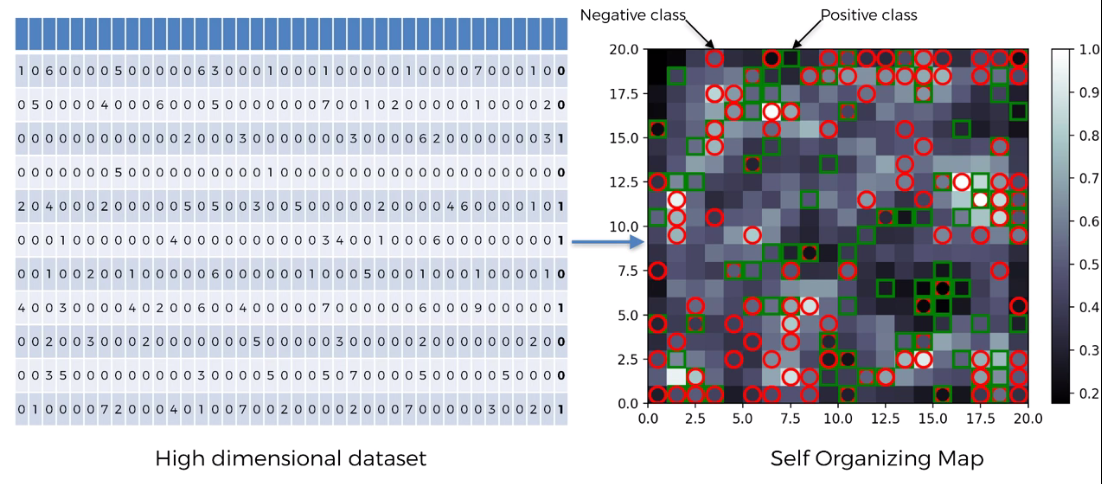 Negative class
Positive class
1 0 6 0 0 0 0 5 0 0 0 0 0 6 3 0 0 0 1 0 0 0 1 0 0 0 0 0 1 0 0 0 0 7 0 0 0 1 0 0
0 5 0 0 0 0 4 0 0 0 6 0 0 0 5 0 0 0 0 0 0 0 7 0 0 1 0 2 0 0 0 0 0 1 0 0 0 0 2 0
0 0 0 0 0 0 0 0 0 0 0 0 2 0 0 0 3 0 0 0 0 0 0 0 3 0 0 0 0 6 2 0 0 0 0 0 0 0 3 1
0 0 0 0 0 0 0 5 0 0 0 0 0 0 0 0 0 0 1 0 0 0 0 0 0 0 0 0 0 0 0 0 0 0 0 0 0 0 0 0
2 0 4 0 0 0 2 0 0 0 0 0 5 0 5 0 0 3 0 0 0 0 0 0 0 0 2 0 0 0 0 4 6 0 0 0 0 1 0 1
0 0 0 1 0 0 0 0 0 0 0 4 0 0 0 0 0 0 0 0 0 0 3 4 0 0 1 0 0 0 6 0 0 0 0 0 0 0 0 1
0 0 1 0 0 2 0 0 1 0 0 0 0 0 6 0 0 0 0 0 0 1 0 0 0 5 0 0 0 1 0 0 0 1 0 0 0 0 1 0
4 0 0 3 0 0 0 0 4 0 2 0 0 6 0 0 4 0 0 0 0 0 7 0 0 0 0 0 0 6 0 0 0 9 0 0 0 0 0 1
0 0 2 0 0 3 0 0 0 2 0 0 0 0 0 0 0 5 0 0 0 0 0 3 0 0 0 0 0 2 0 0 0 0 0 2 0 0 0 0
0 0 3 5 0 0 0 0 0 0 0 0 0 3 0 0 0 0 5 0 0 0 5 0 7 0 0 0 0 5 0 0 0 0 0 5 0 0 0 0
0 1 0 0 0 0 7 2 0 0 0 4 0 1 0 0 7 0 0 2 0 0 0 0 2 0 0 0 7 0 0 0 0 0 3 0 0 2 0 1
20.0
17.5
15.0
12.5
10.0
7.5
5.0
2.5
0.0
0.0 2.5 5.0 7.5 10.0 12.5 15.0 17.5 20.0
1.0
0.9
0.8
0.7
0.6
0.5
0.4
0.3
0.2
High dimensional dataset
Self Organizing Map